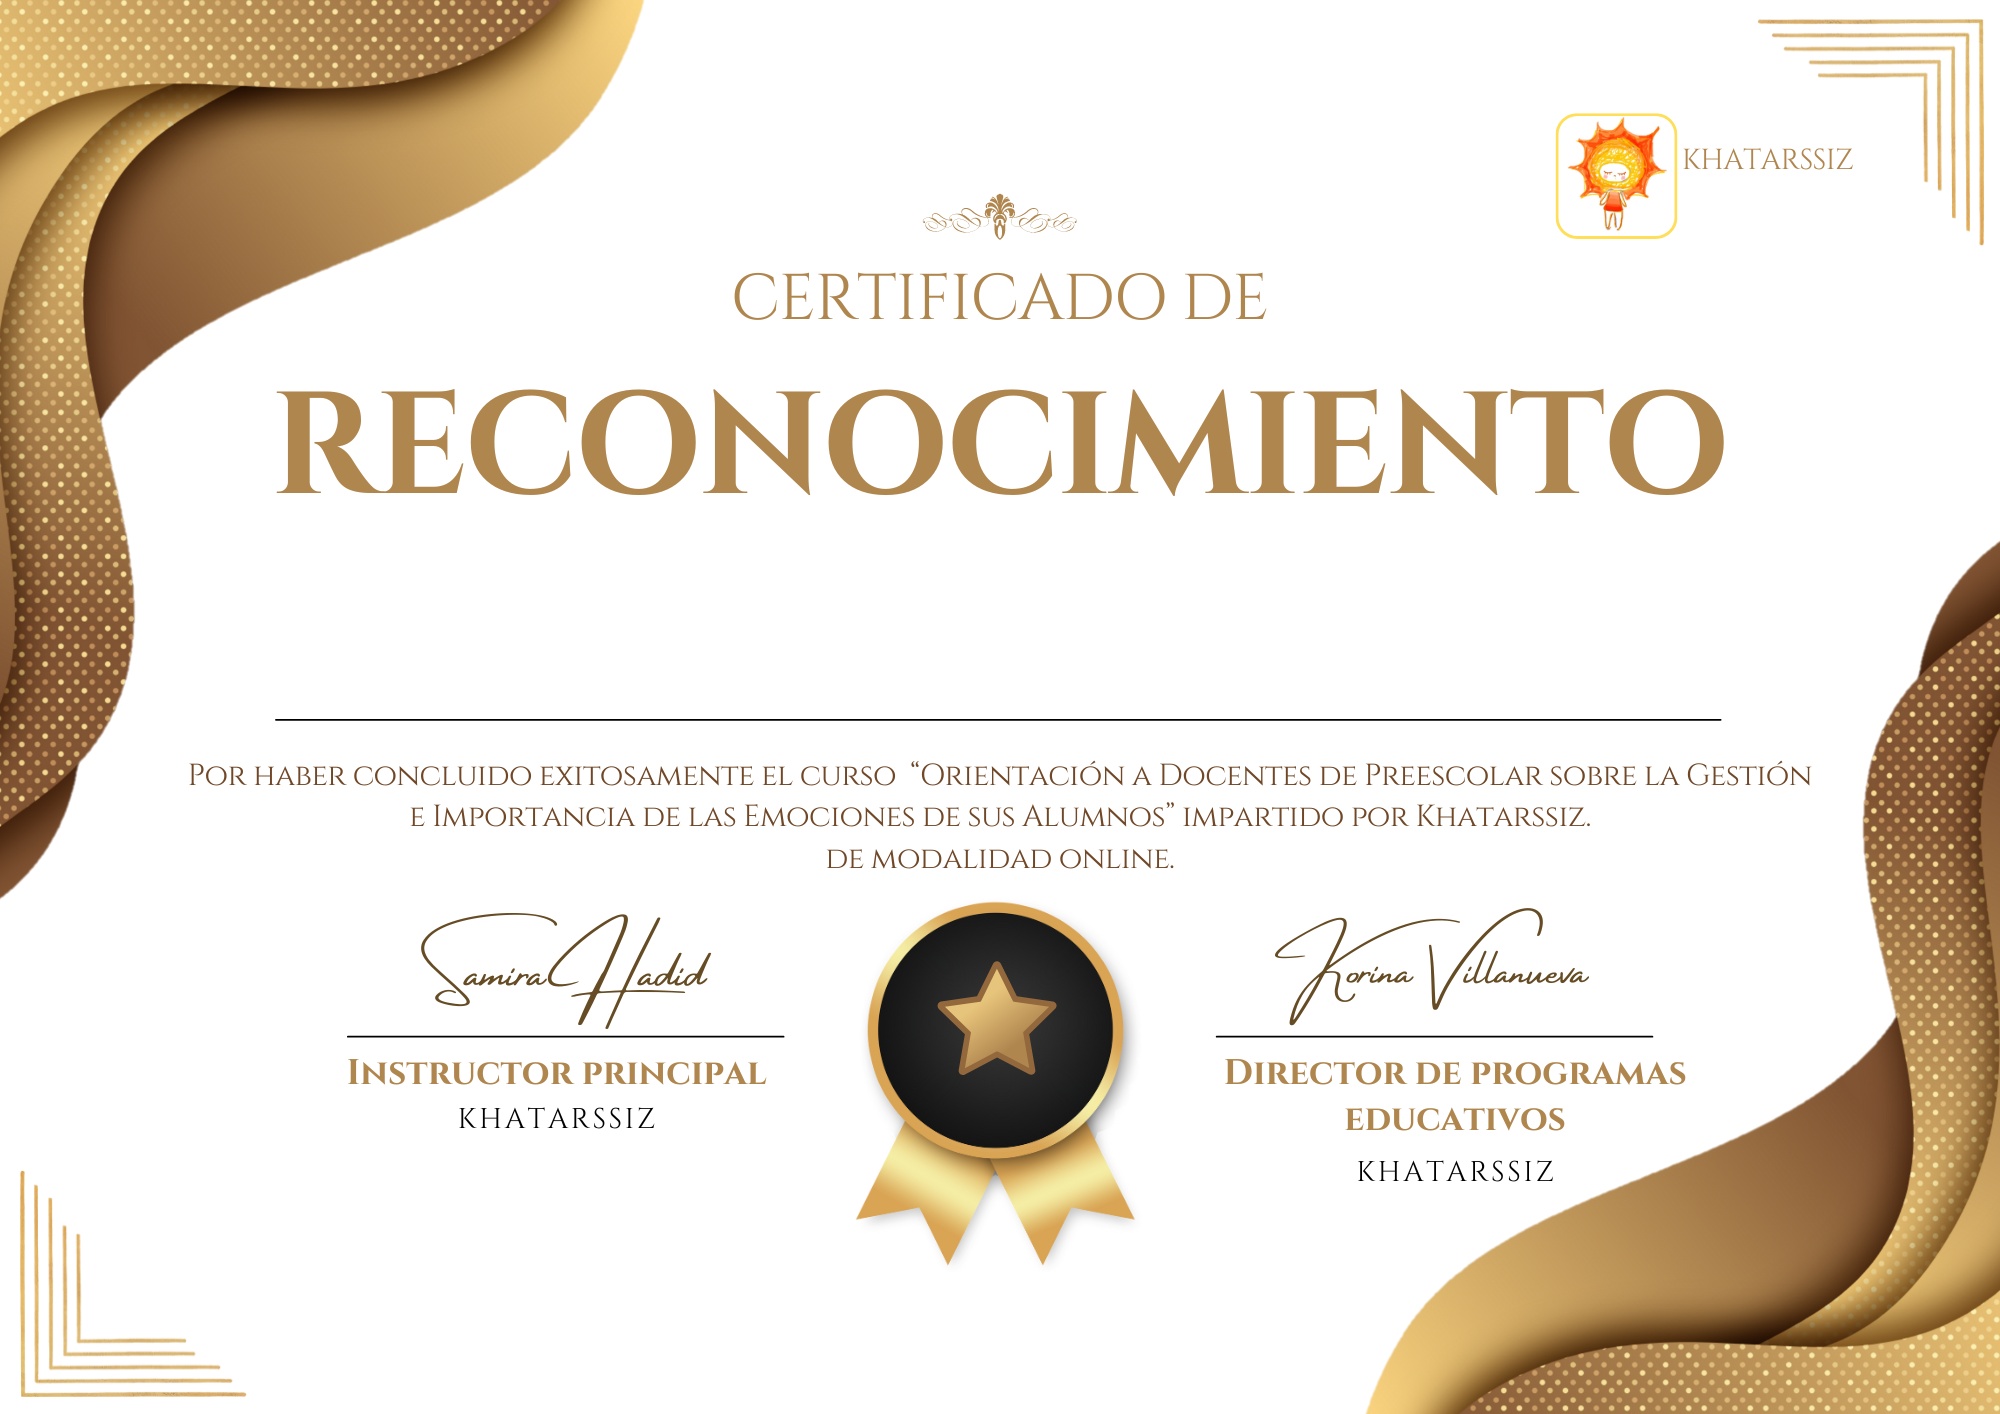 KHATARSSIZ
CERTIFICADO DE
RECONOCIMIENTO
Por haber concluido exitosamente el curso “Orientación a Docentes de Preescolar sobre la Gestión
e Importancia de las Emociones de sus Alumnos” impartido por Khatarssiz.
de modalidad online.
Samira Hadid
Korina Villanueva
Instructor principal
KHATARSSIZ
Director de programas
educativos
KHATARSSIZ